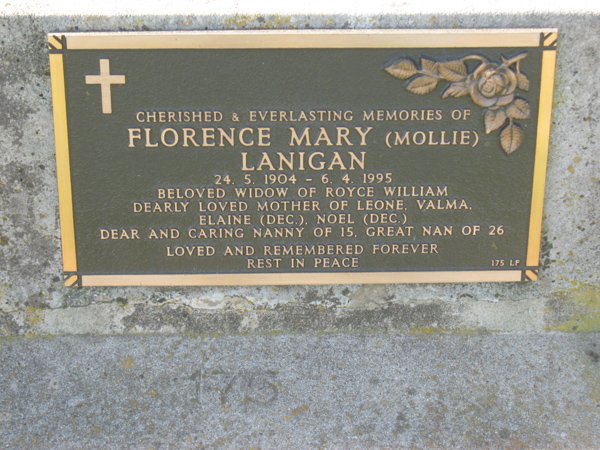 CHERISHED & EVERLASTING MEMORIES OF
FLORENCE MARY (MOLLIE)
LANIGAN
24. 5. 1904 - 6. 4. 1995
BELOVED WIDOW OF ROYCE WILLIAM
DEARLY LOVED MOTHER OF LEONE, VALMA,
ELAINE (DEC.), NOEL (DEC.)
DEAR AND CARING NANNY OF 15, GREAT NAN OF 26
LOVED AND REMEMBERED FOREVER
REST IN PEACE
175 LF
175